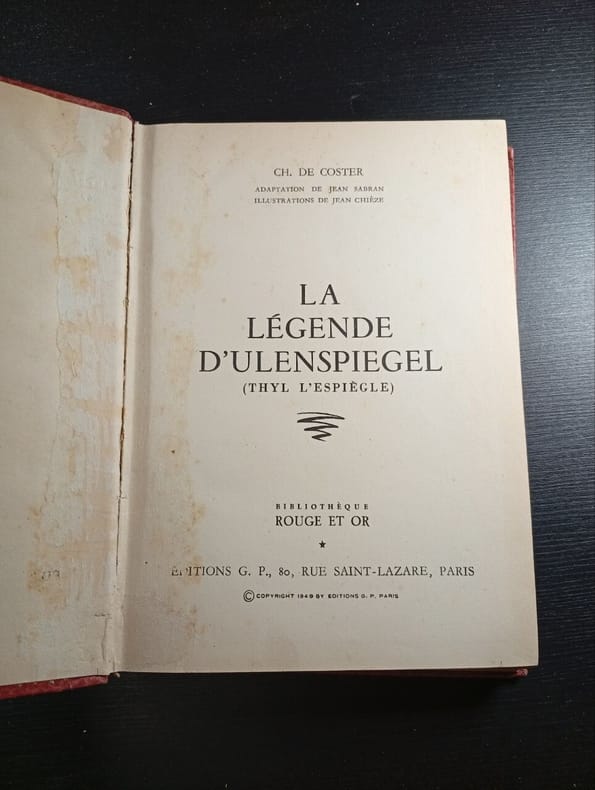 CH. DE COSTER
ADAPTATION DE JEAN SABRAN
ILLUSTRATIONS DE JEAN CHIÈZE
LA
LÉGENDE
D'ULENSPIEGEL
(THYL L'ESPIÈGLE)
BIBLIOTHÈQUE
ROUGE ET OR
★
ÉDITIONS G. P., 80, RUE SAINT-LAZARE, PARIS
© COPYRIGHT 1949 BY EDITIONS G. P. PARIS